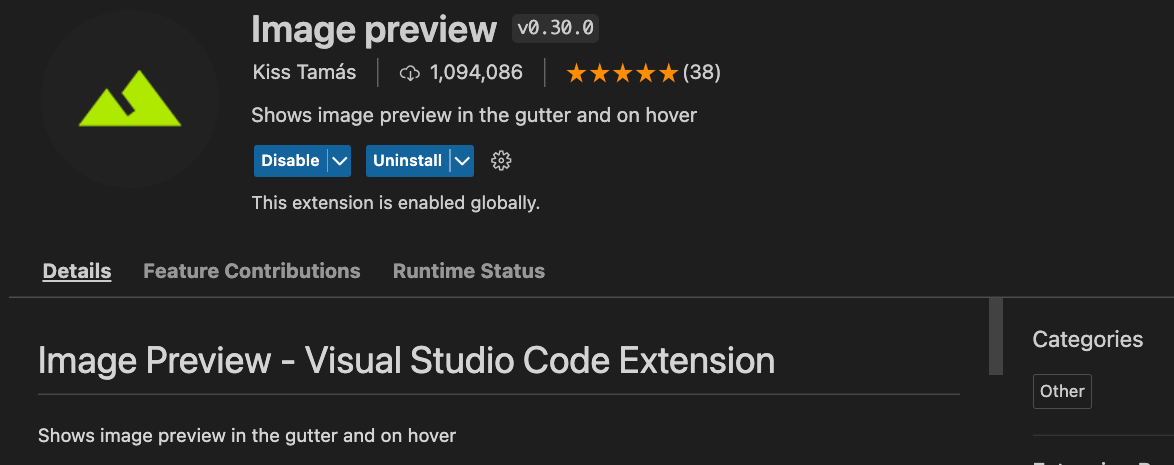 Image preview v0.30.0
Kiss Tamás 1,094,086 (38)
Shows image preview in the gutter and on hover
Disable Uninstall
This extension is enabled globally.
Details Feature Contributions Runtime Status
Image Preview - Visual Studio Code Extension
Shows image preview in the gutter and on hover
Categories
Other